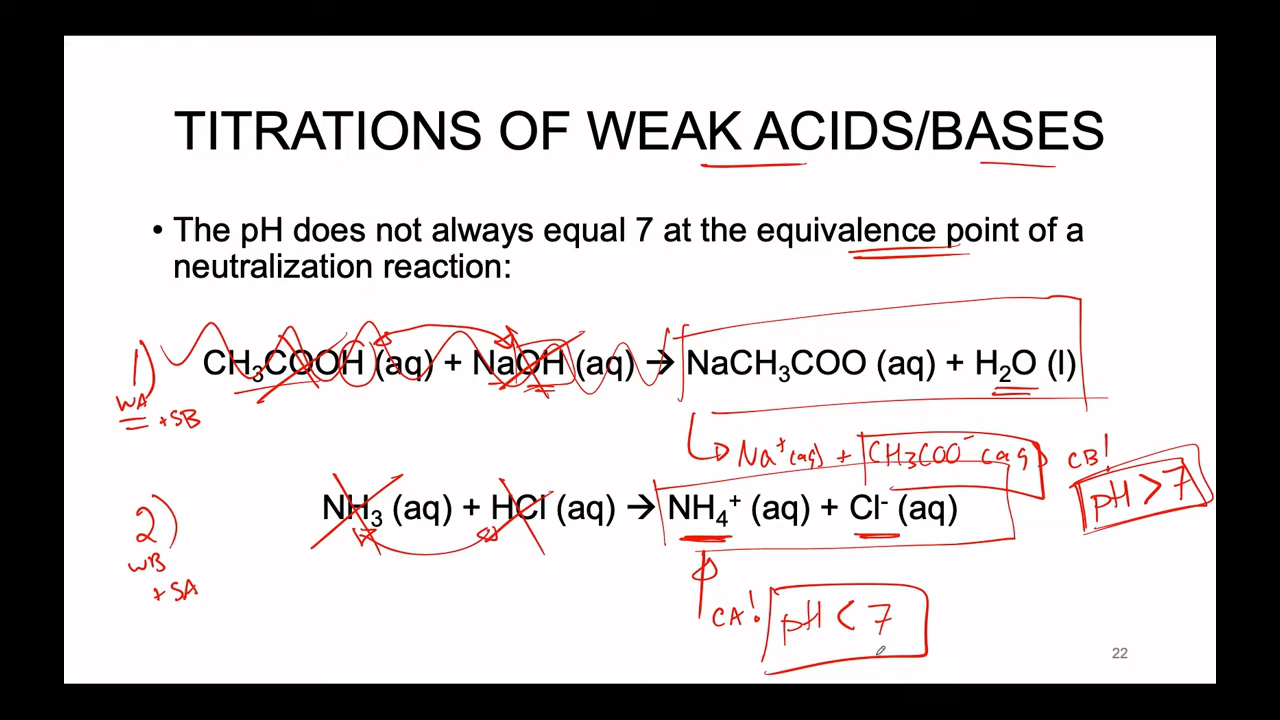 TITRATIONS OF WEAK ACIDS/BASES
• The pH does not always equal 7 at the equivalence point of a
neutralization reaction:
1)
CH₃COOH (aq) + NaOH (aq) → NaCH₃COO (aq) + H₂O (l)
WA
+SB
Na⁺(aq) + CH₃COO⁻(aq) CB!
pH > 7
2)
NH₃ (aq) + HCl (aq) → NH₄⁺ (aq) + Cl⁻ (aq)
WB
+SA
CA! pH < 7
22